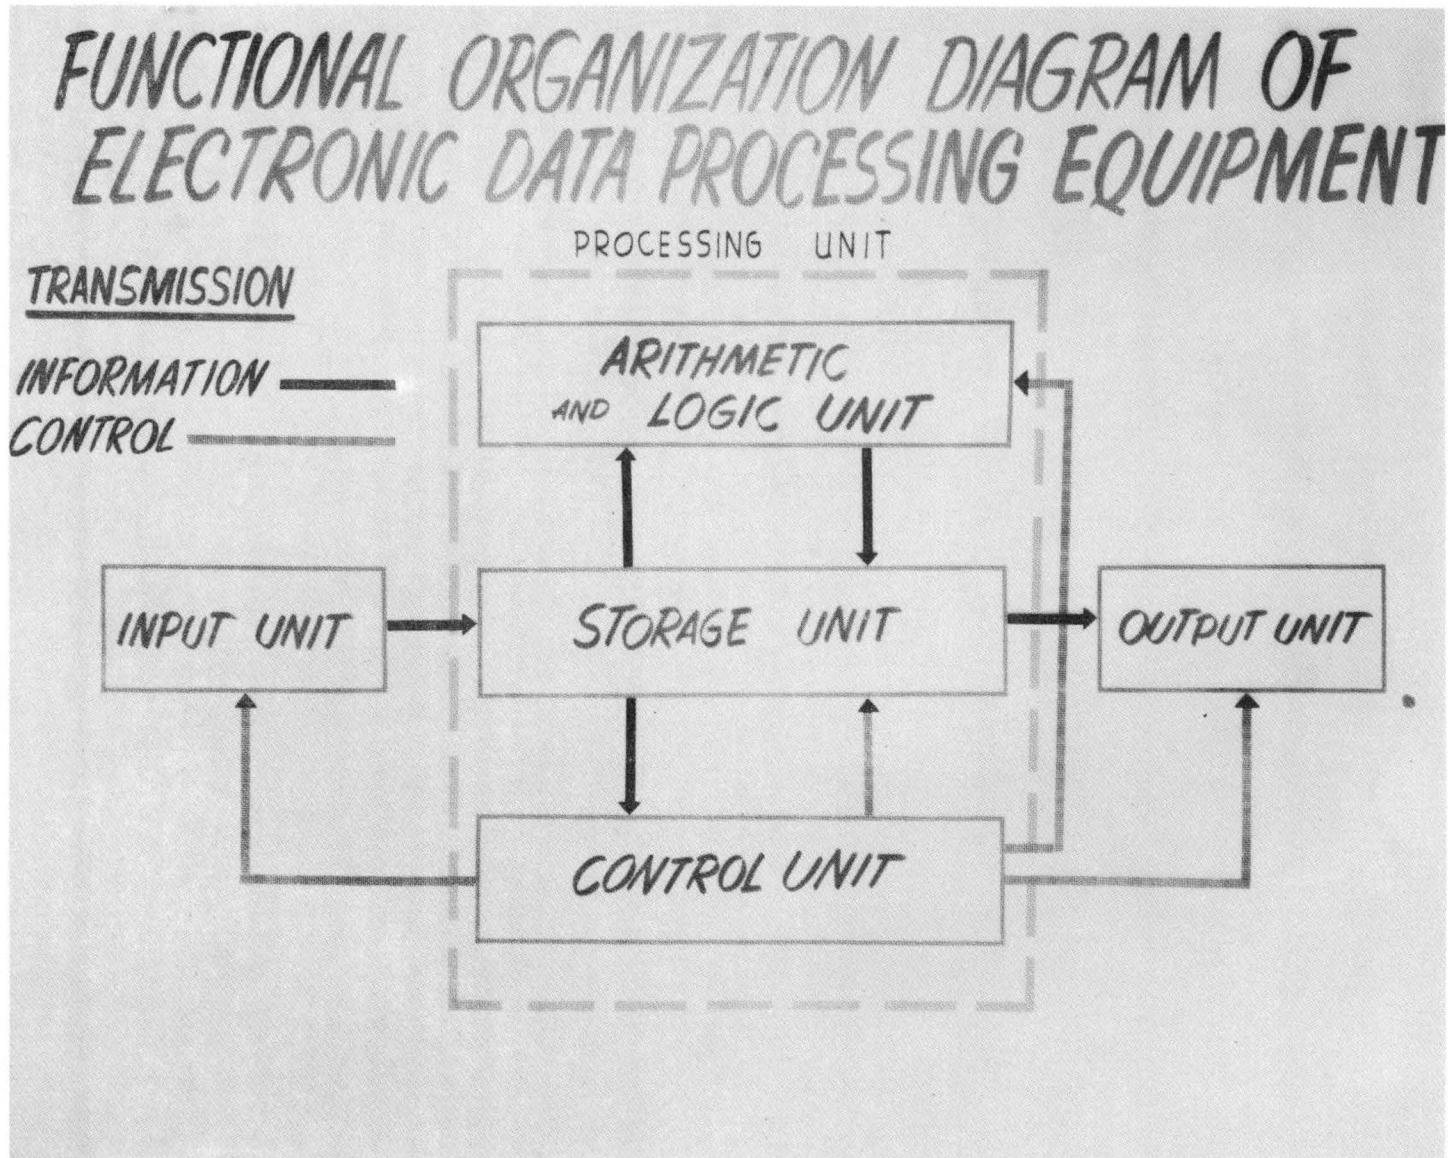 FUNCTIONAL ORGANIZATION DIAGRAM OF
ELECTRONIC DATA PROCESSING EQUIPMENT
PROCESSING UNIT
TRANSMISSION
INFORMATION
CONTROL
ARITHMETIC
AND LOGIC UNIT
INPUT UNIT
STORAGE UNIT
OUTPUT UNIT
CONTROL UNIT